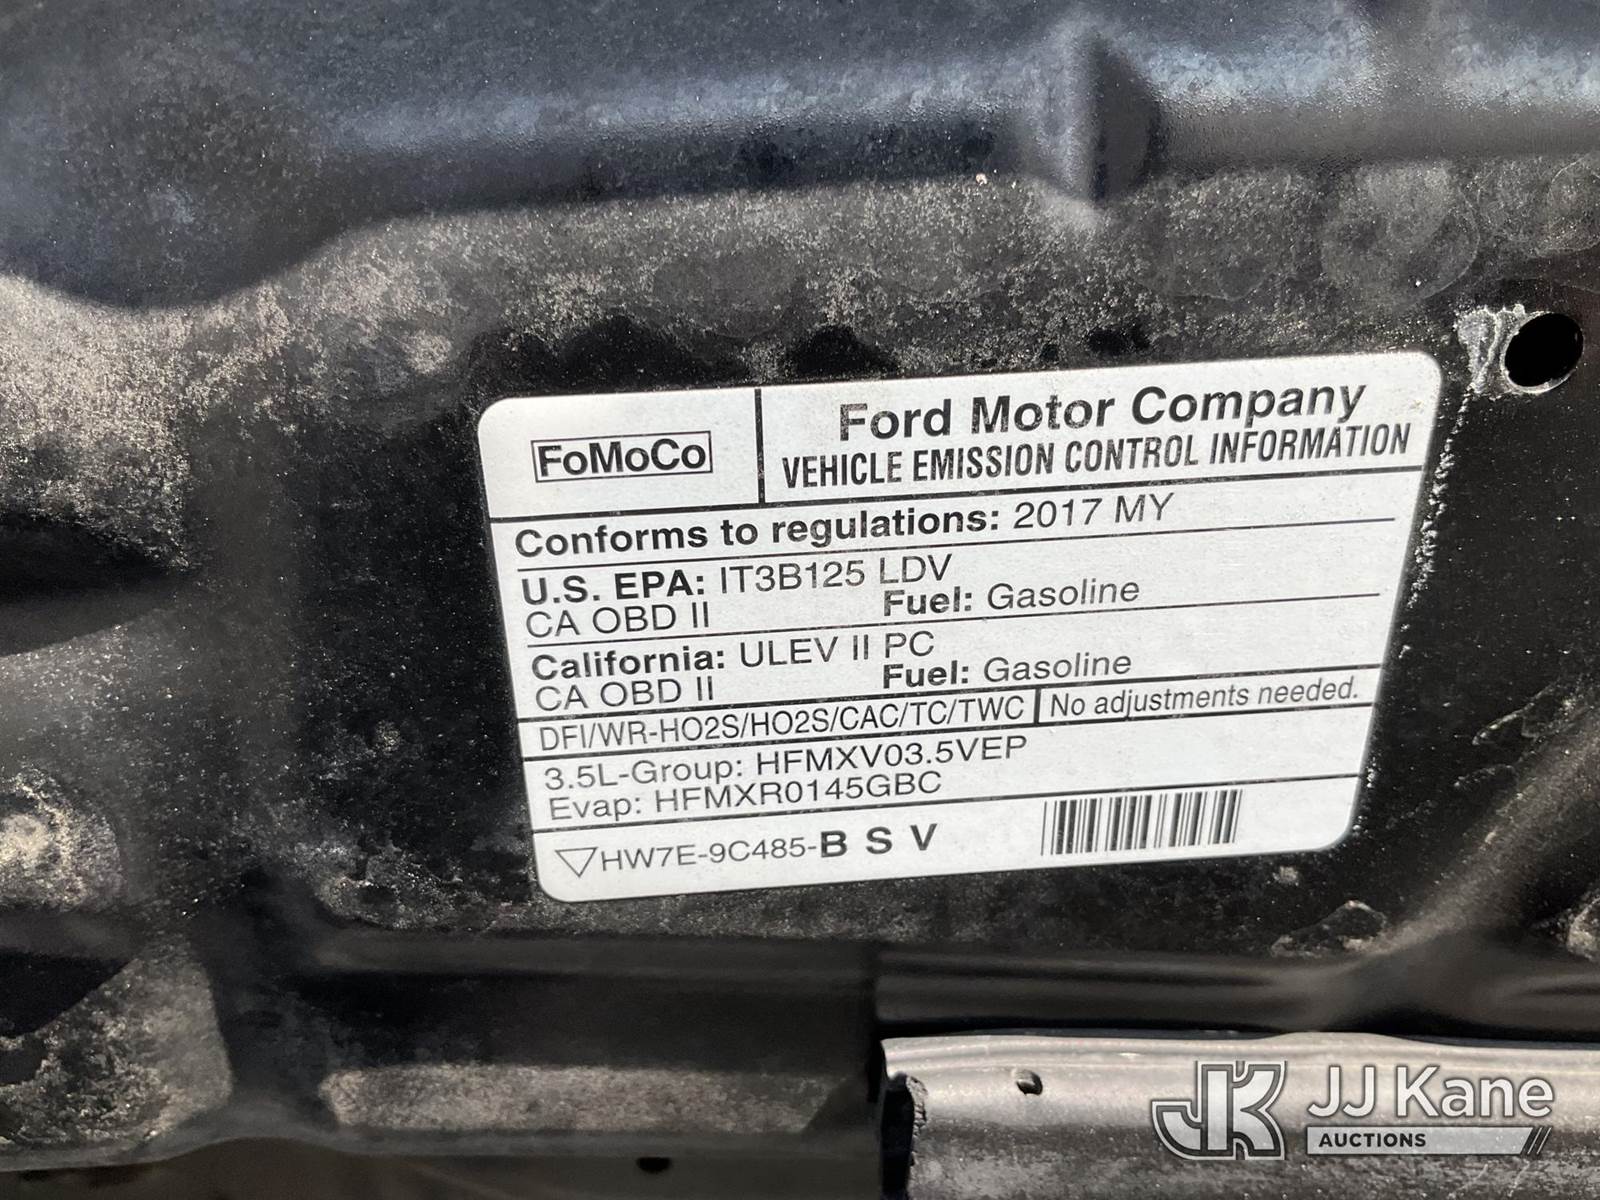 FoMoCo
Ford Motor Company
VEHICLE EMISSION CONTROL INFORMATION
Conforms to regulations: 2017 MY
U.S. EPA: IT3B125 LDV
CA OBD II Fuel: Gasoline
California: ULEV II PC
CA OBD II Fuel: Gasoline
DFI/WR-HO2S/HO2S/CAC/TC/TWC No adjustments needed.
3.5L-Group: HFMXV03.5VEP
Evap: HFMXR0145GBC
HW7E-9C485-B S V
JK JJ Kane
AUCTIONS